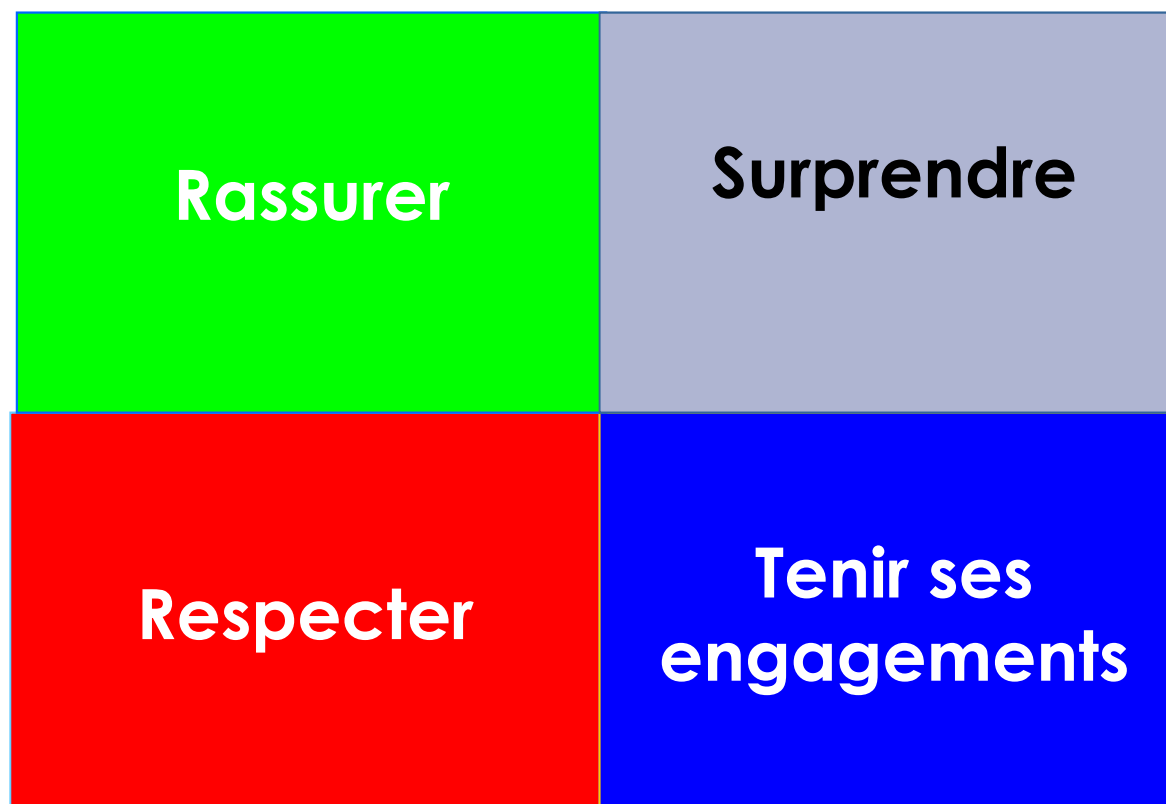 Rassurer
Surprendre
Respecter
Tenir ses
engagements